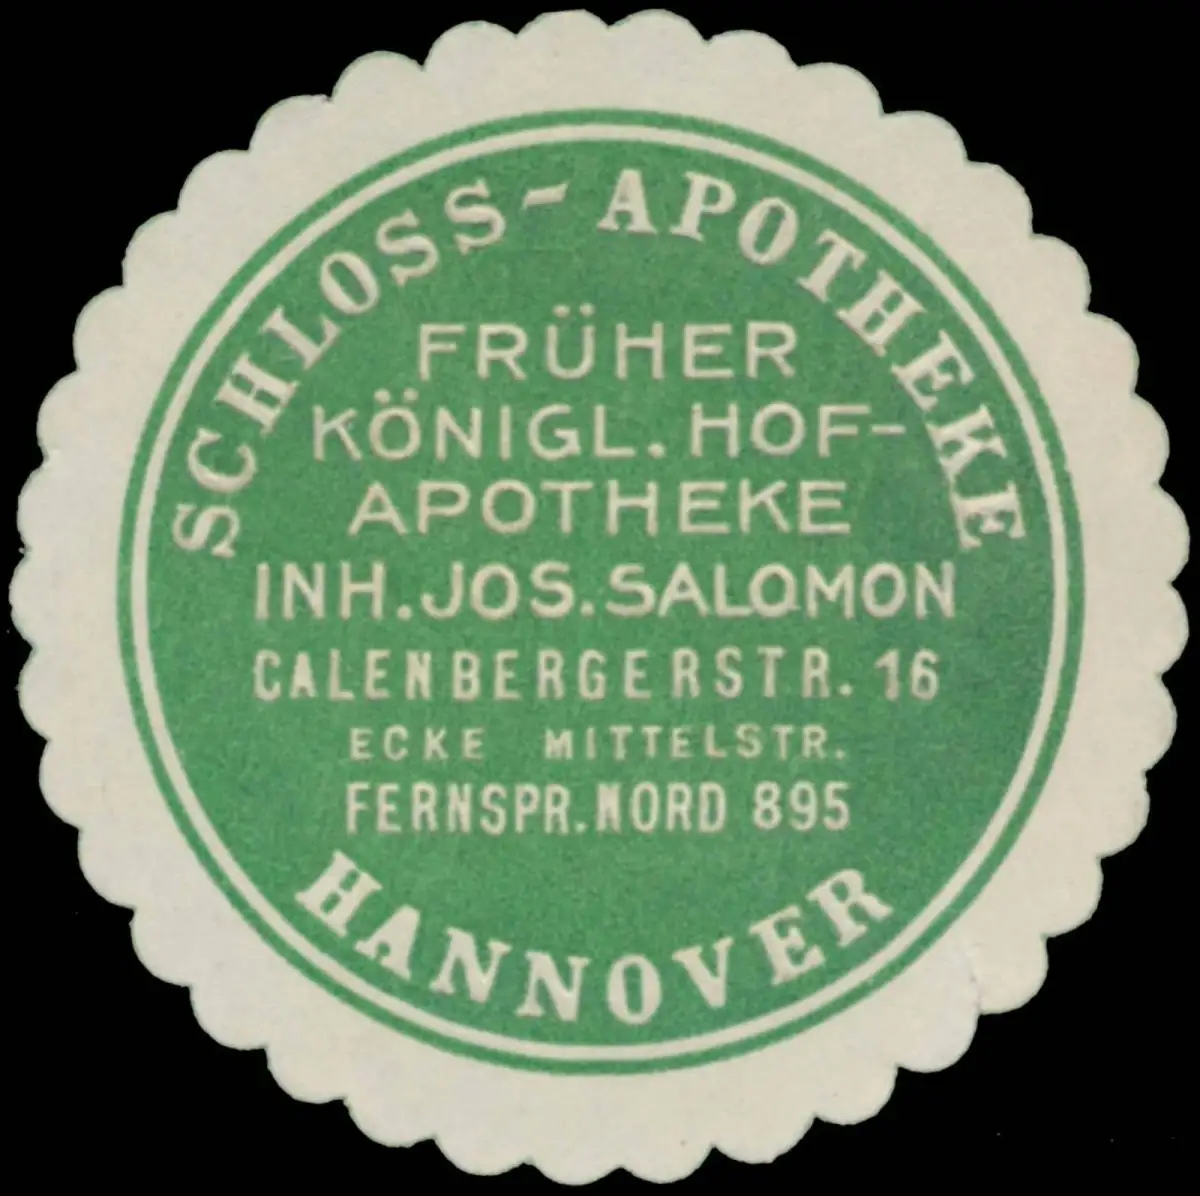 SCHLOSS-APOTHEKE
FRÜHER
KÖNIGL. HOF-
APOTHEKE
INH. JOS. SALOMON
CALENBERGERSTR. 16
ECKE MITTELSTR.
FERNSPR. NORD 895
HANNOVER